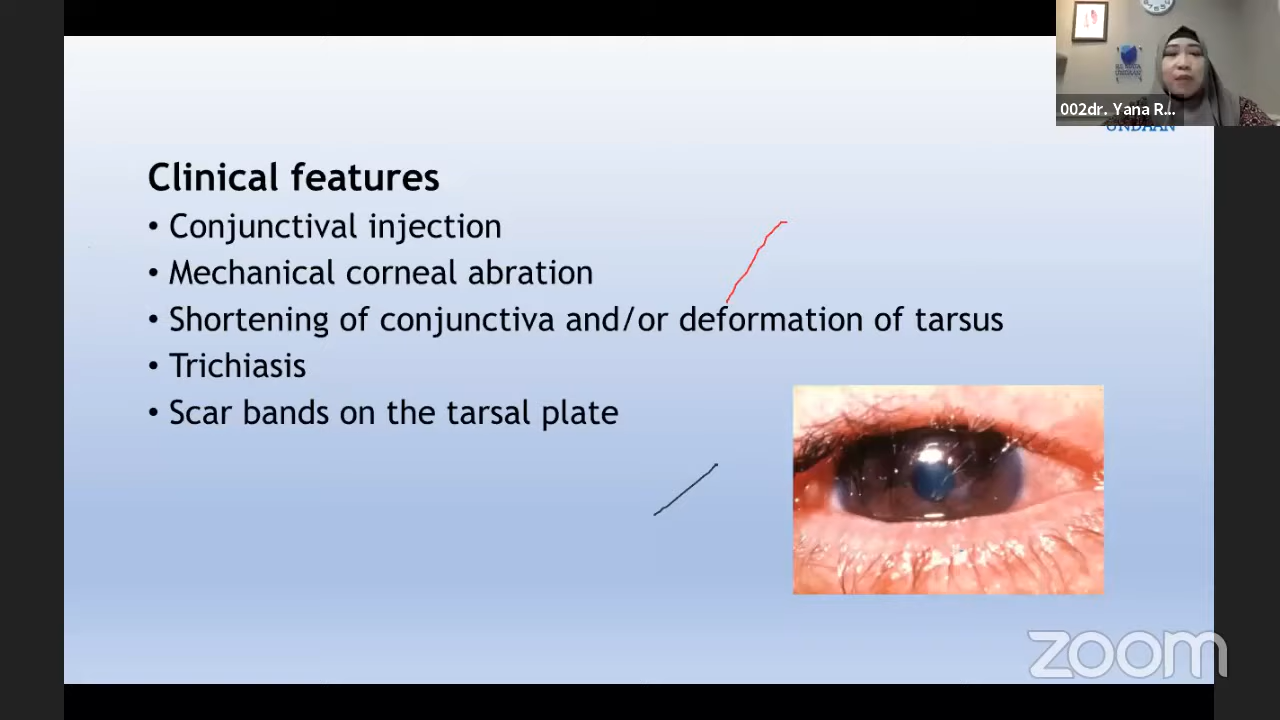 002dr. Yana R...
UNDAAN
Clinical features
• Conjunctival injection
• Mechanical corneal abration
• Shortening of conjunctiva and/or deformation of tarsus
• Trichiasis
• Scar bands on the tarsal plate
zoom